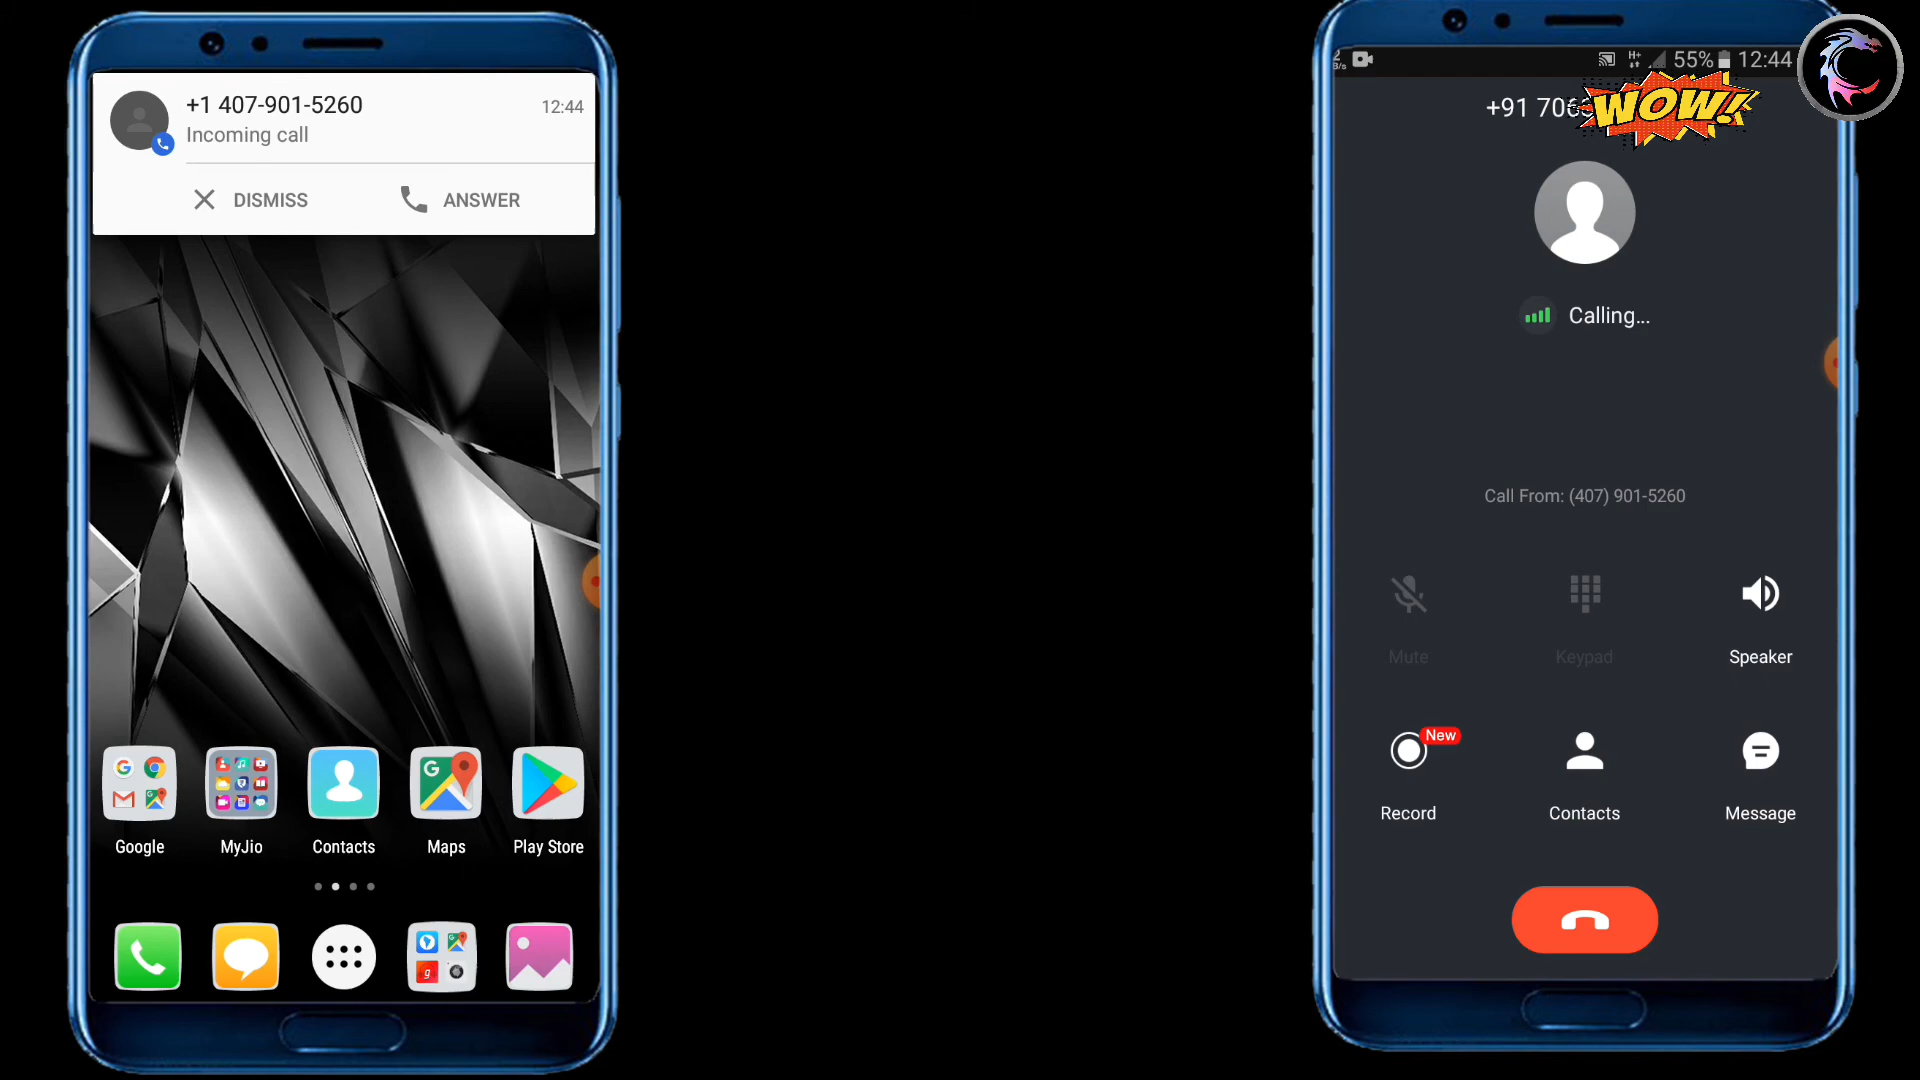 +1 407-901-5260
12:44
Incoming call
DISMISS
ANSWER
Google
MyJio
Contacts
Maps
Play Store
55%
12:44
+91 706
WOW!
Calling...
Call From: (407) 901-5260
Mute
Keypad
Speaker
New
Record
Contacts
Message